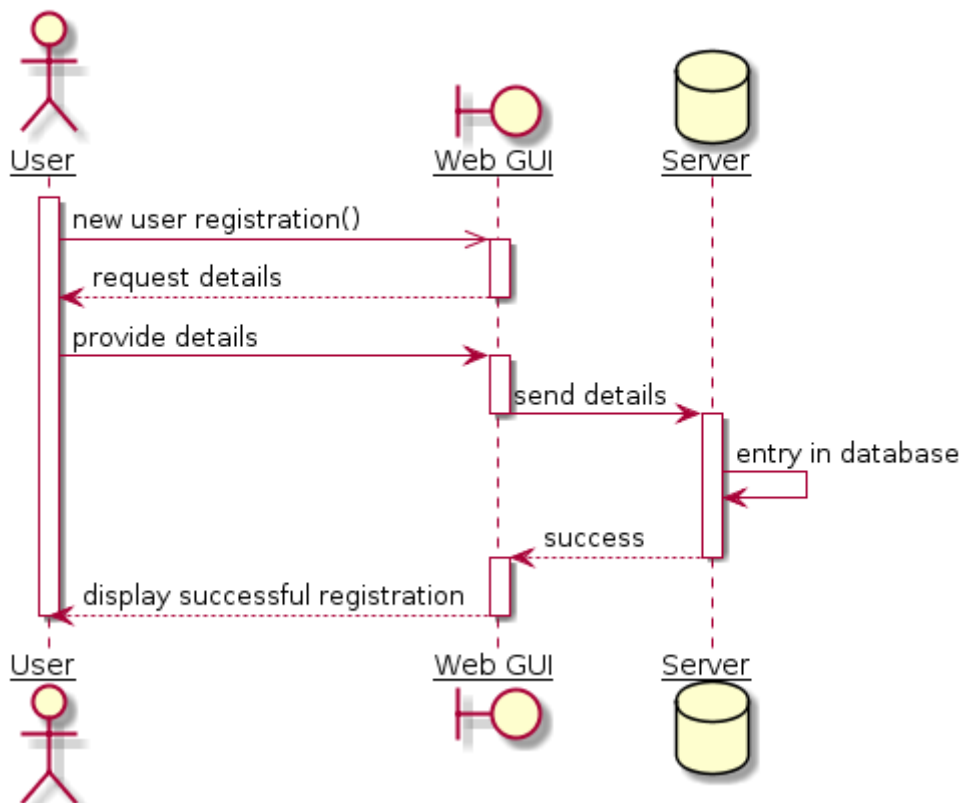 User
Web GUI
Server
new user registration()
request details
provide details
send details
entry in database
success
display successful registration
User
Web GUI
Server